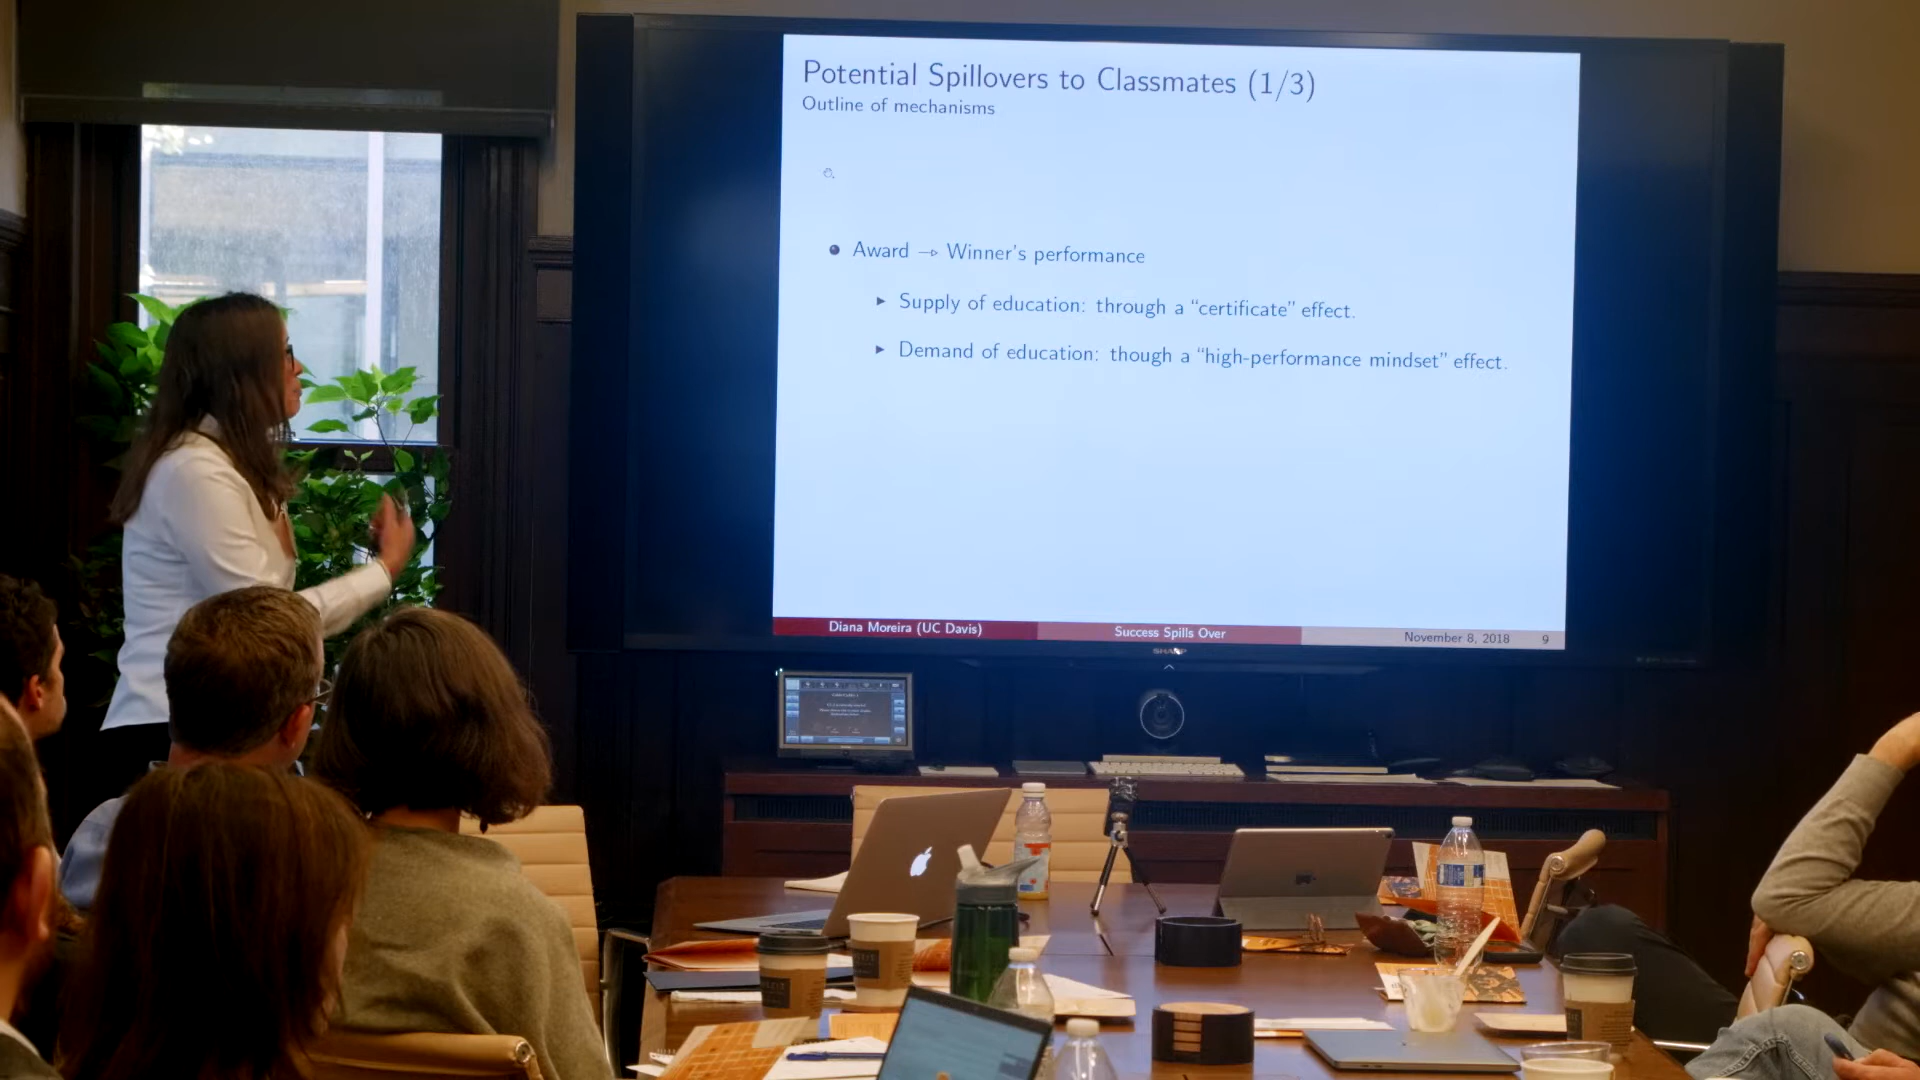 Potential Spillovers to Classmates (1/3)
Outline of mechanisms
Award → Winner's performance
Supply of education: through a "certificate" effect.
Demand of education: though a "high-performance mindset" effect.
Diana Moreira (UC Davis)
Success Spills Over
November 8, 2018
9
SHARP